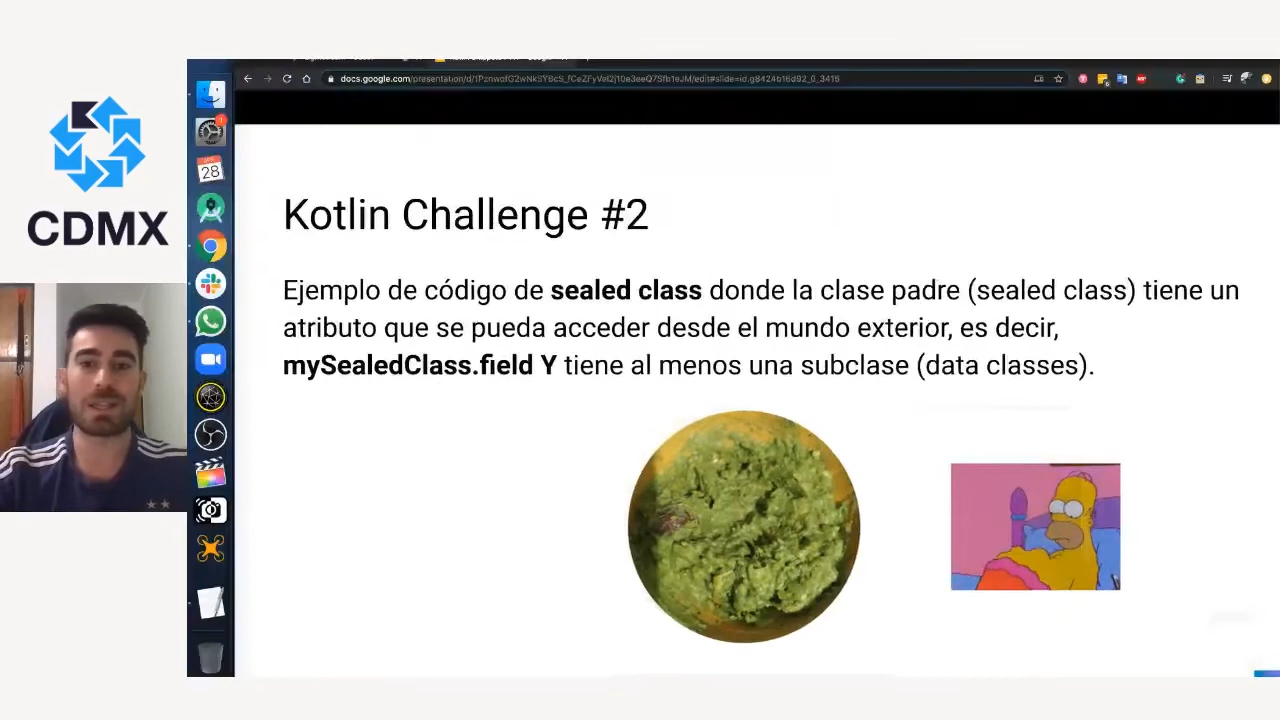 CDMX
28
Kotlin Challenge #2
Ejemplo de código de sealed class donde la clase padre (sealed class) tiene un
atributo que se pueda acceder desde el mundo exterior, es decir,
mySealedClass.field Y tiene al menos una subclase (data classes).